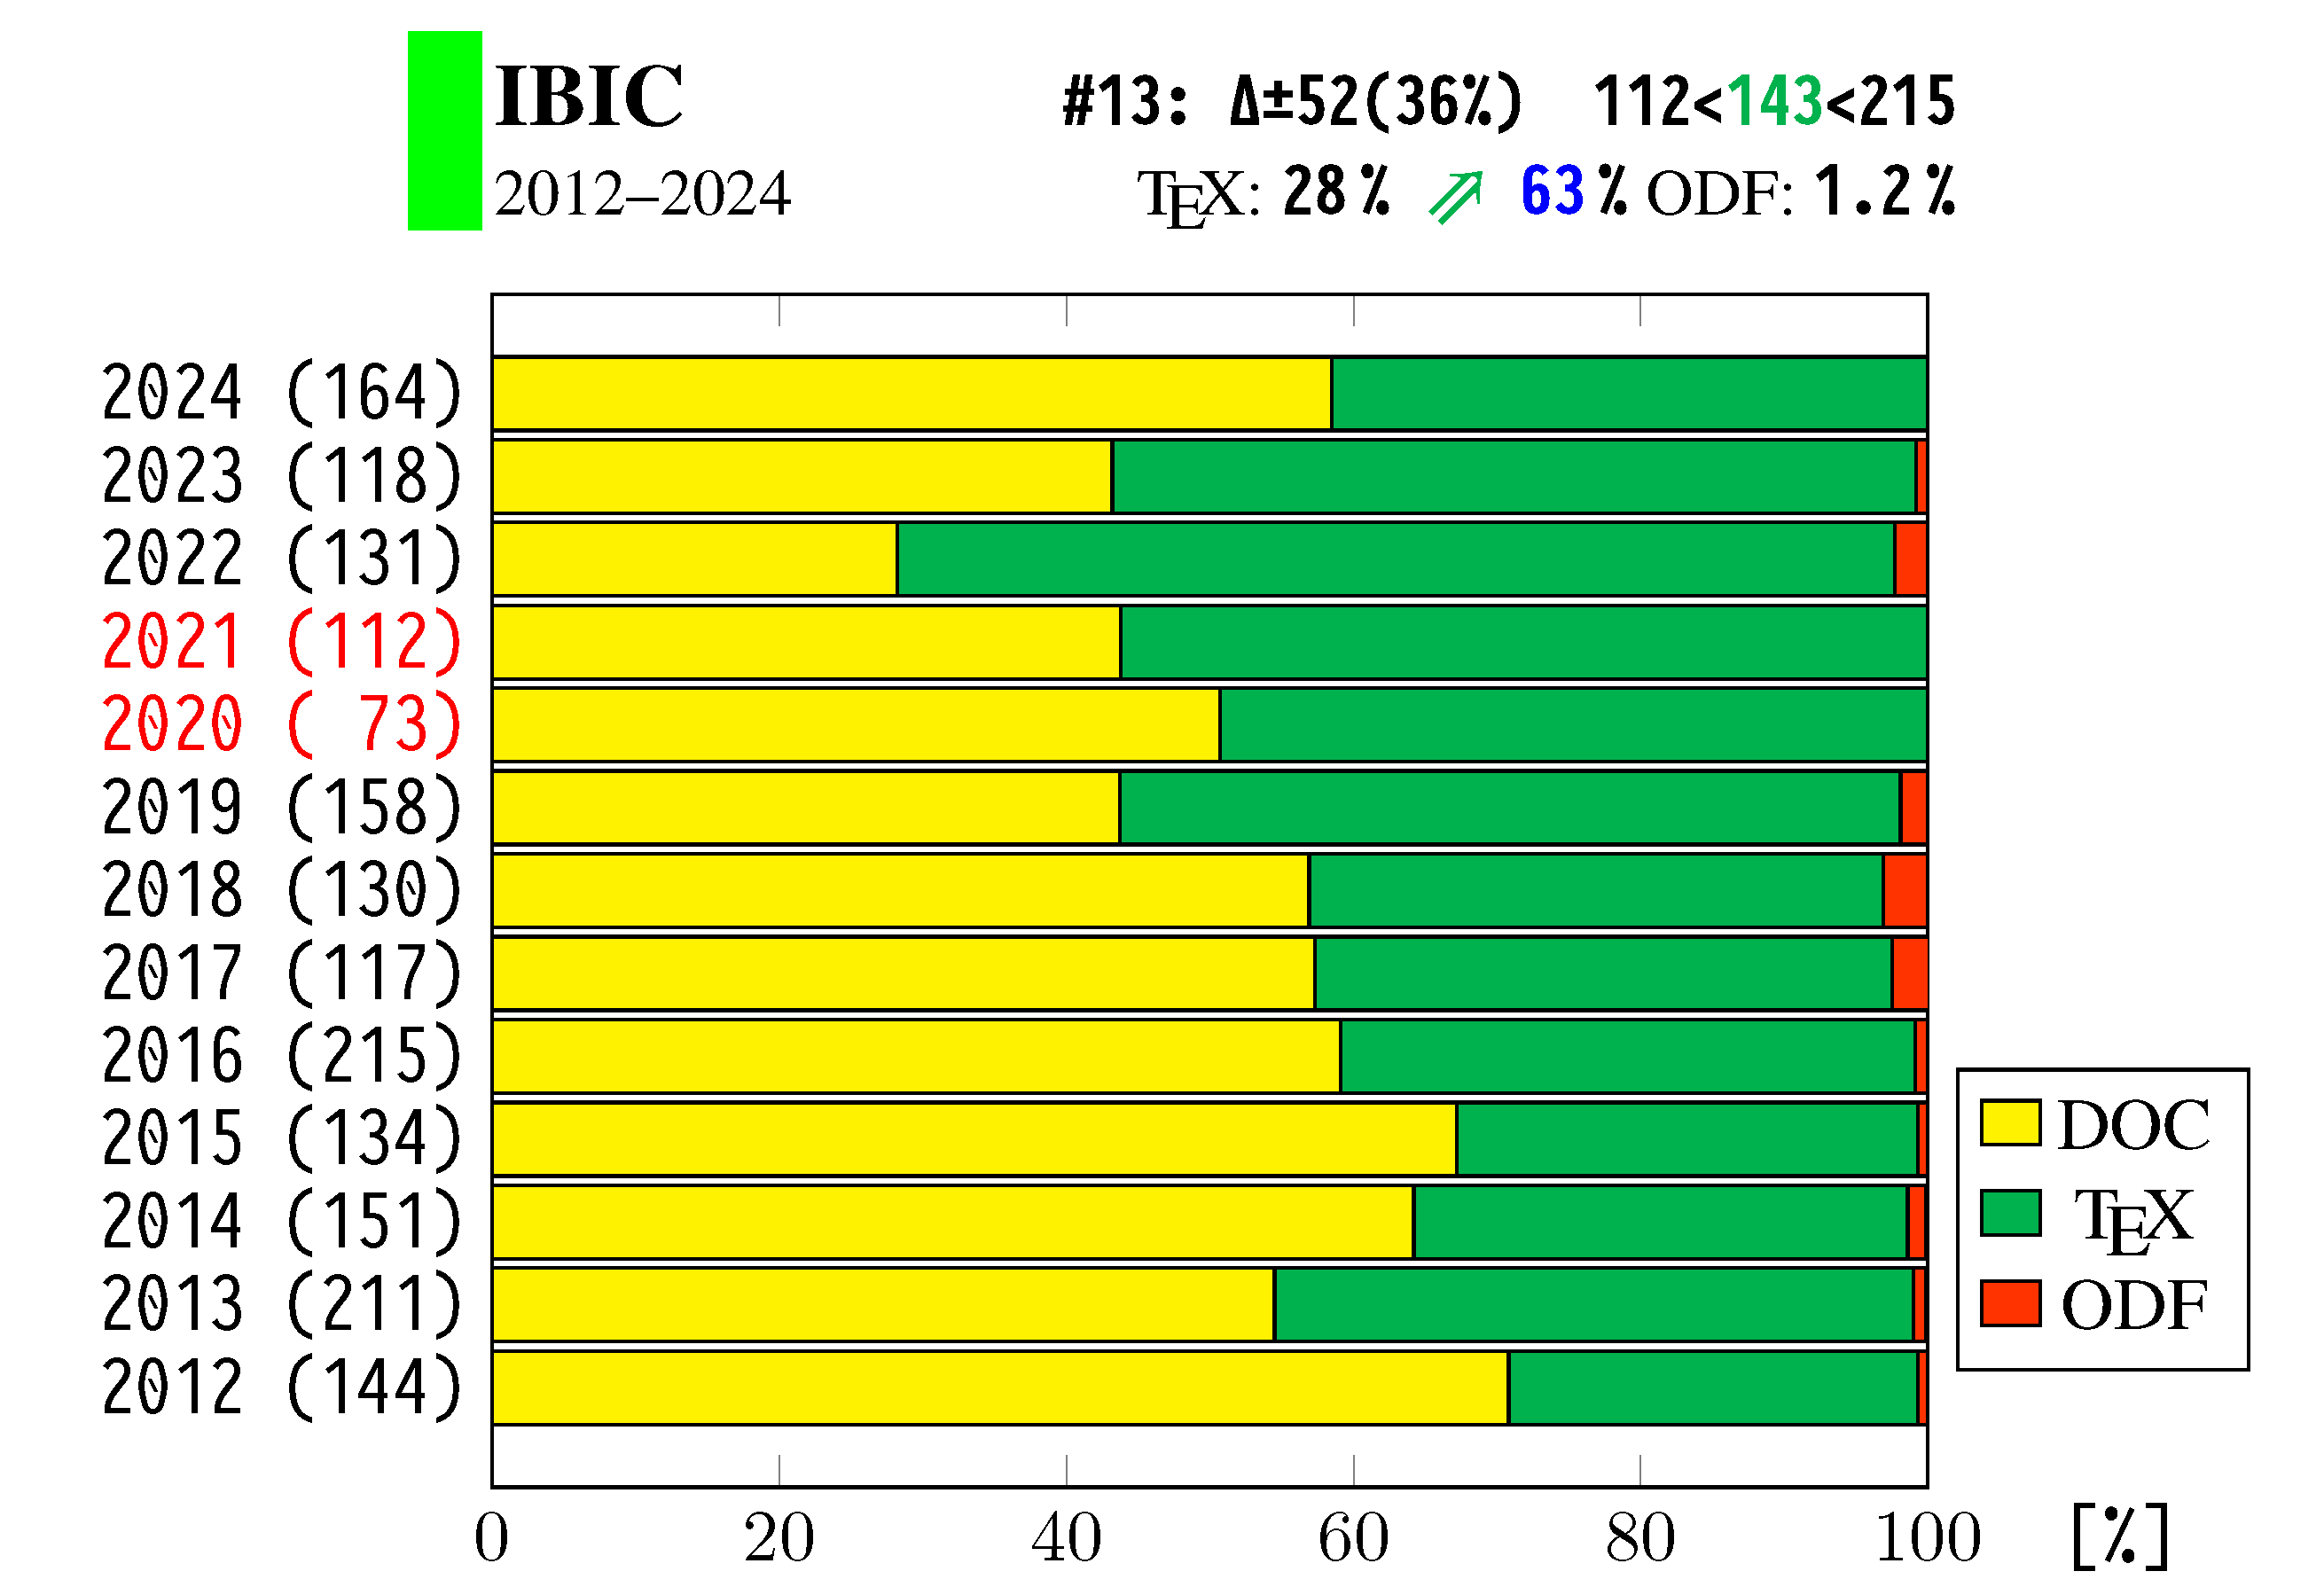 IBIC
#13: Δ±52(36%) 112<143<215
2012–2024
TEX: 28% ⇗ 63% ODF: 1.2%
2024 (164)
2023 (118)
2022 (131)
2021 (112)
2020 ( 73)
2019 (158)
2018 (130)
2017 (117)
2016 (215)
2015 (134)
2014 (151)
2013 (211)
2012 (144)
DOC
TEX
ODF
0 20 40 60 80 100 [%]